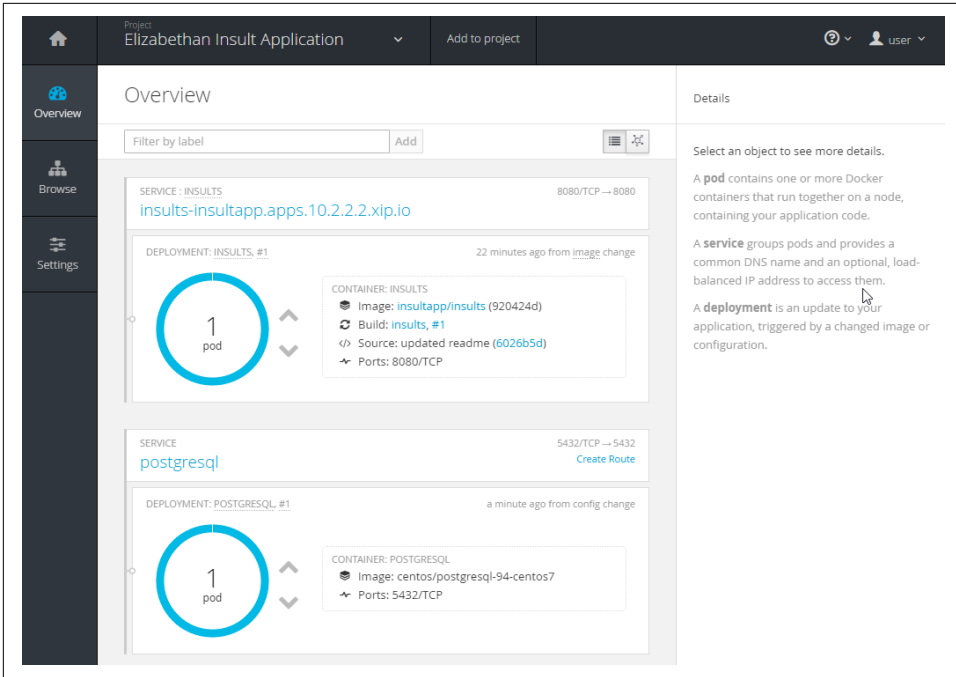 Project
Elizabethan Insult Application
Add to project
user
Overview
Browse
Settings
Overview
Filter by label
Add
SERVICE : INSULTS
8080/TCP → 8080
insults-insultapp.apps.10.2.2.2.xip.io
DEPLOYMENT: INSULTS, #1
22 minutes ago from image change
1
pod
CONTAINER: INSULTS
Image: insultapp/insults (920424d)
Build: insults, #1
</> Source: updated readme (6026b5d)
Ports: 8080/TCP
SERVICE
5432/TCP → 5432
postgresql
Create Route
DEPLOYMENT: POSTGRESQL, #1
a minute ago from config change
1
pod
CONTAINER: POSTGRESQL
Image: centos/postgresql-94-centos7
Ports: 5432/TCP
Details
Select an object to see more details.
A pod contains one or more Docker
containers that run together on a node,
containing your application code.
A service groups pods and provides a
common DNS name and an optional, load-
balanced IP address to access them.
A deployment is an update to your
application, triggered by a changed image or
configuration.